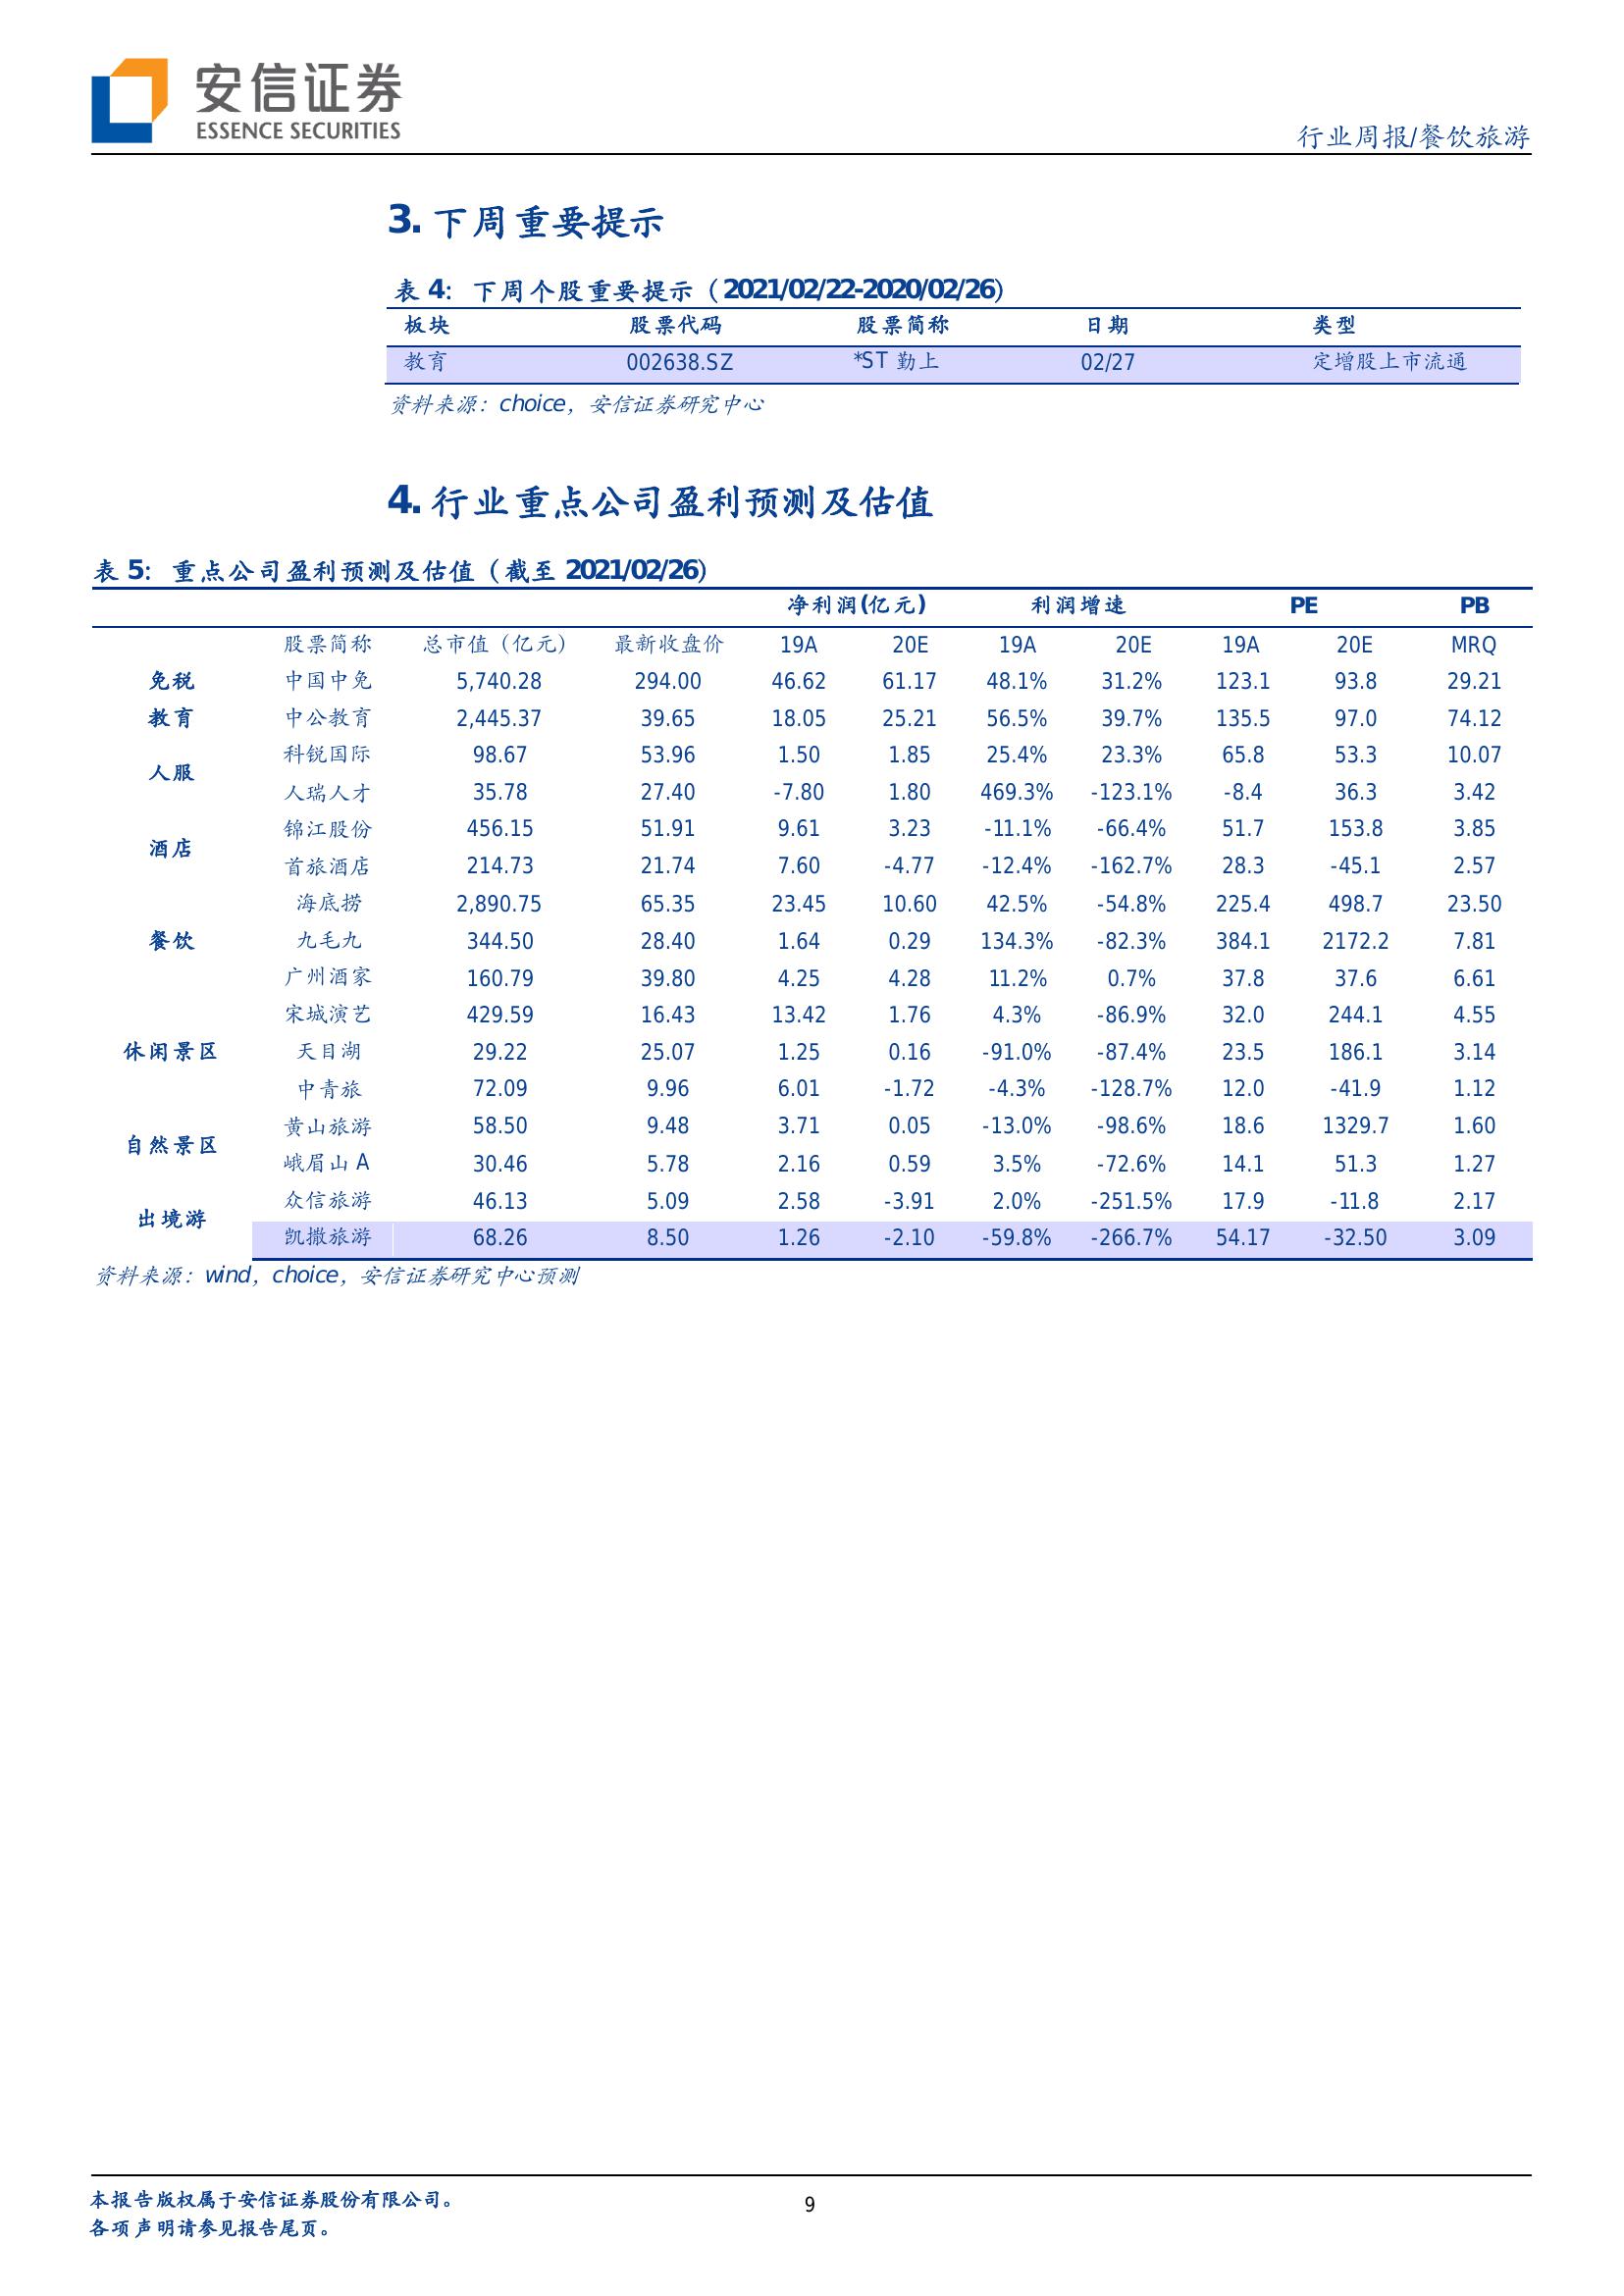 安信证券
ESSENCE SECURITIES
行业周报/餐饮旅游
3. 下周重要提示
表 4：下周个股重要提示（2021/02/22-2020/02/26）
板块 股票代码 股票简称 日期 类型
教育 002638.SZ *ST 勤上 02/27 定增股上市流通
资料来源：choice，安信证券研究中心
4. 行业重点公司盈利预测及估值
表 5：重点公司盈利预测及估值（截至 2021/02/26）
净利润(亿元) 利润增速 PE PB
股票简称 总市值（亿元） 最新收盘价 19A 20E 19A 20E 19A 20E MRQ
免税 中国中免 5,740.28 294.00 46.62 61.17 48.1% 31.2% 123.1 93.8 29.21
教育 中公教育 2,445.37 39.65 18.05 25.21 56.5% 39.7% 135.5 97.0 74.12
人服 科锐国际 98.67 53.96 1.50 1.85 25.4% 23.3% 65.8 53.3 10.07
人瑞人才 35.78 27.40 -7.80 1.80 469.3% -123.1% -8.4 36.3 3.42
酒店 锦江股份 456.15 51.91 9.61 3.23 -11.1% -66.4% 51.7 153.8 3.85
首旅酒店 214.73 21.74 7.60 -4.77 -12.4% -162.7% 28.3 -45.1 2.57
海底捞 2,890.75 65.35 23.45 10.60 42.5% -54.8% 225.4 498.7 23.50
餐饮 九毛九 344.50 28.40 1.64 0.29 134.3% -82.3% 384.1 2172.2 7.81
广州酒家 160.79 39.80 4.25 4.28 11.2% 0.7% 37.8 37.6 6.61
宋城演艺 429.59 16.43 13.42 1.76 4.3% -86.9% 32.0 244.1 4.55
休闲景区 天目湖 29.22 25.07 1.25 0.16 -91.0% -87.4% 23.5 186.1 3.14
中青旅 72.09 9.96 6.01 -1.72 -4.3% -128.7% 12.0 -41.9 1.12
自然景区 黄山旅游 58.50 9.48 3.71 0.05 -13.0% -98.6% 18.6 1329.7 1.60
峨眉山 A 30.46 5.78 2.16 0.59 3.5% -72.6% 14.1 51.3 1.27
出境游 众信旅游 46.13 5.09 2.58 -3.91 2.0% -251.5% 17.9 -11.8 2.17
凯撒旅游 68.26 8.50 1.26 -2.10 -59.8% -266.7% 54.17 -32.50 3.09
资料来源：wind，choice，安信证券研究中心预测
本报告版权属于安信证券股份有限公司。
各项声明请参见报告尾页。
9